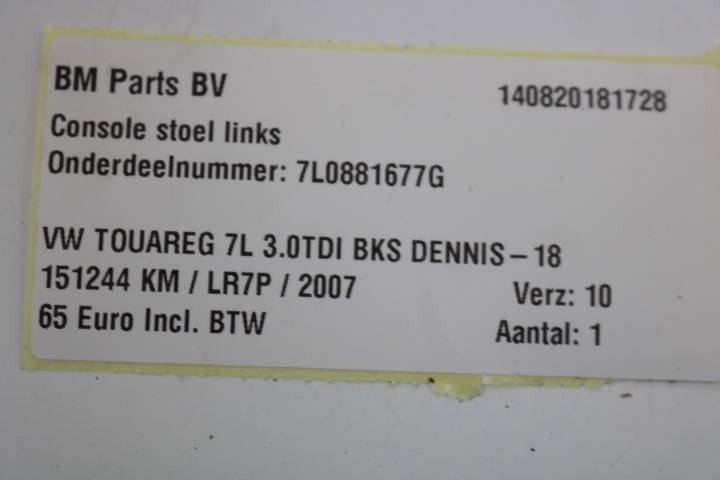 BM Parts BV 140820181728
Console stoel links
Onderdeelnummer: 7L0881677G
VW TOUAREG 7L 3.0TDI BKS DENNIS - 18
151244 KM / LR7P / 2007 Verz: 10
65 Euro Incl. BTW Aantal: 1